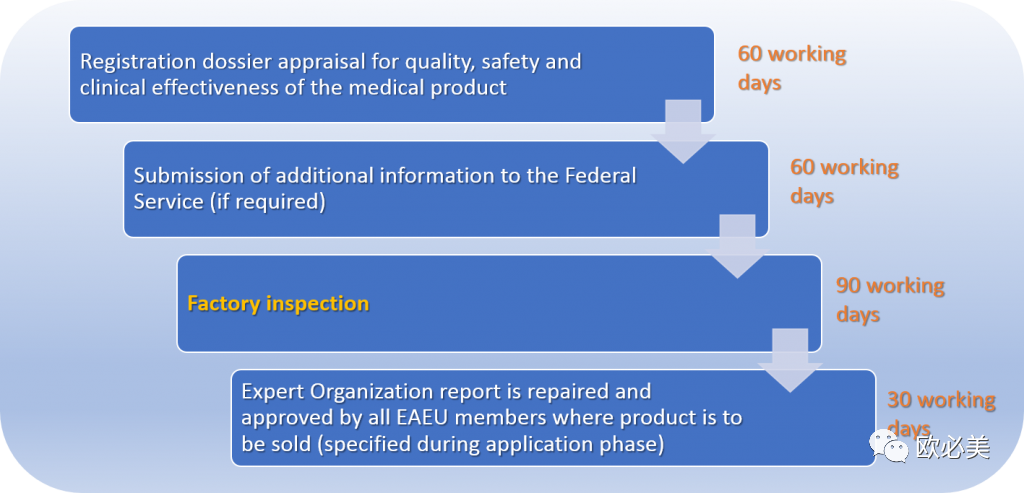 Registration dossier appraisal for quality, safety and
clinical effectiveness of the medical product
60 working
days
Submission of additional information to the Federal
Service (if required)
60 working
days
Factory inspection
90 working
days
Expert Organization report is repaired and
approved by all EAEU members where product is to
be sold (specified during application phase)
30 working
days
欧必美